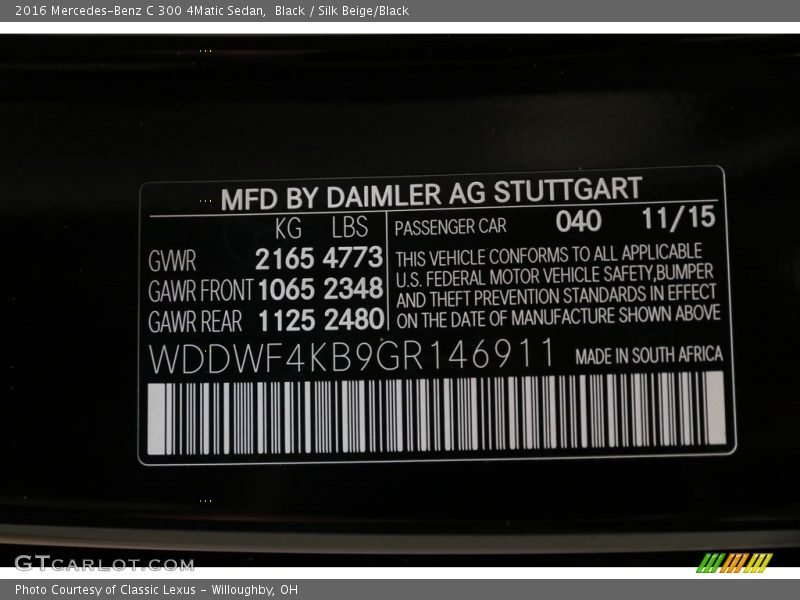 2016 Mercedes-Benz C 300 4Matic Sedan, Black / Silk Beige/Black
MFD BY DAIMLER AG STUTTGART
KG LBS
GWR 2165 4773
GAWR FRONT 1065 2348
GAWR REAR 1125 2480
PASSENGER CAR 040 11/15
THIS VEHICLE CONFORMS TO ALL APPLICABLE
U.S. FEDERAL MOTOR VEHICLE SAFETY,BUMPER
AND THEFT PREVENTION STANDARDS IN EFFECT
ON THE DATE OF MANUFACTURE SHOWN ABOVE
WDDWF4KB9GR146911 MADE IN SOUTH AFRICA
GTCARLOT.COM
Photo Courtesy of Classic Lexus - Willoughby, OH